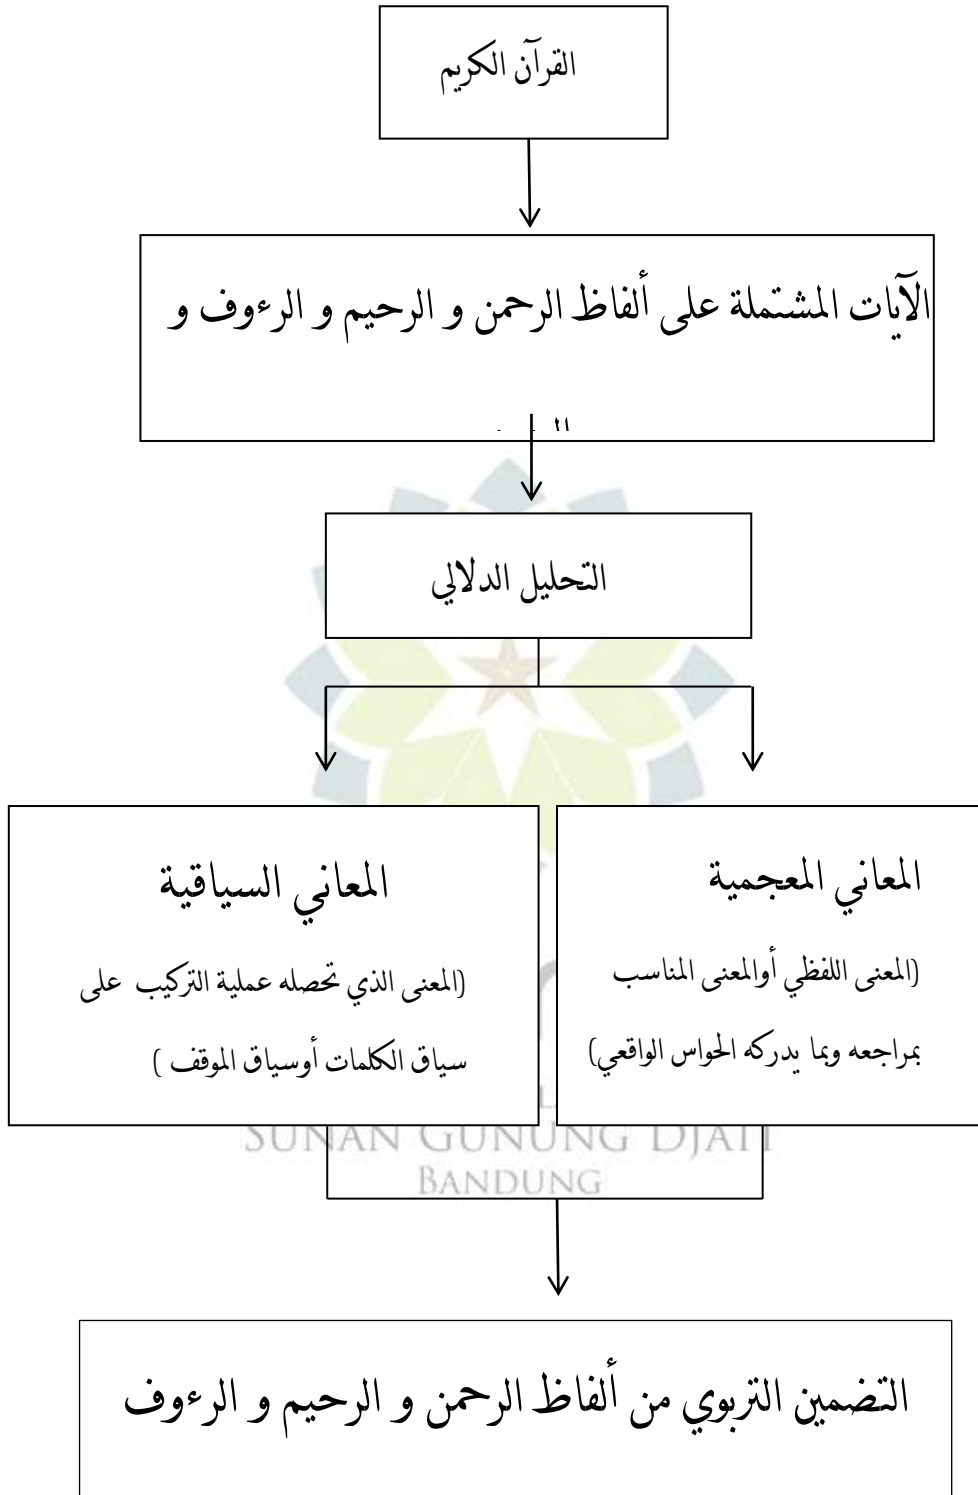 القرآن الكريم
الآيات المشتملة على ألفاظ الرحمن و الرحيم و الرءوف و
التحليل الدلالي
المعاني المعجمية
(المعنى اللفظي أوالمعنى المناسب
بمراجعه وبما يدركه الحواس الواقعي)
المعاني السياقية
(المعنى الذي تحصله عملية التركيب على
سياق الكلمات أوسياق الموقف )
SUNAN GUNUNG DJATI
BANDUNG
التضمين التربوي من ألفاظ الرحمن و الرحيم و الرءوف